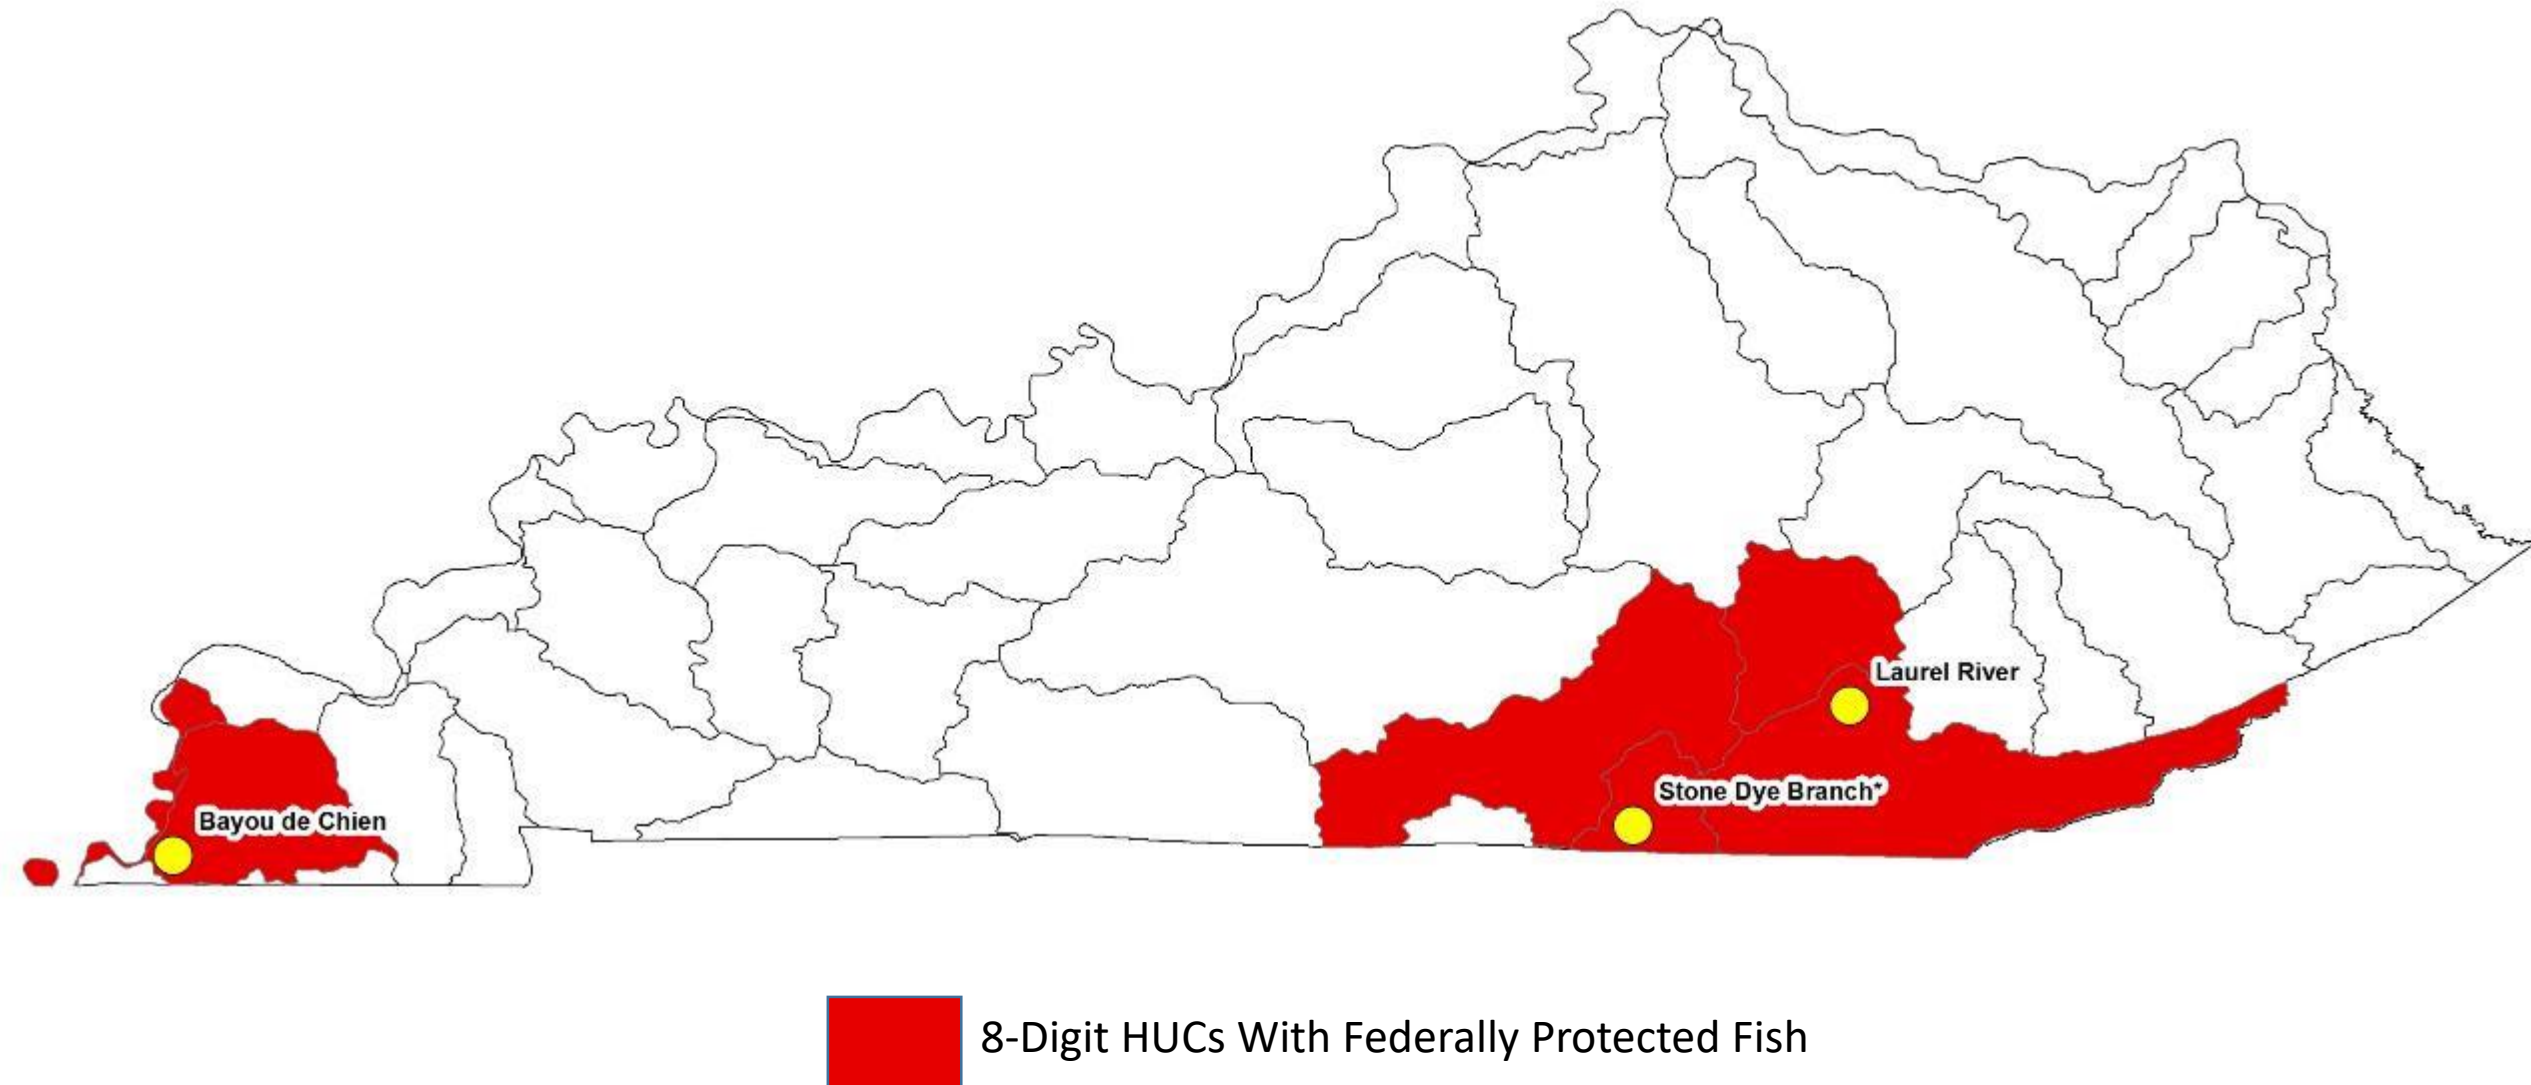 Laurel River
Stone Dye Branch*
Bayou de Chien
8-Digit HUCs With Federally Protected Fish